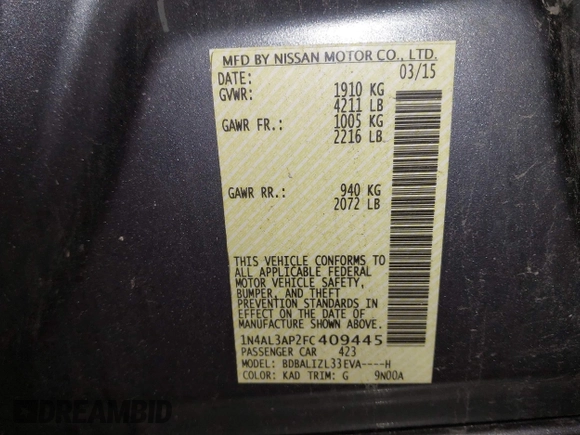 MFD BY NISSAN MOTOR CO., LTD.
DATE: 03/15
GVWR: 1910 KG
4211 LB
GAWR FR.: 1005 KG
2216 LB
GAWR RR.: 940 KG
2072 LB
THIS VEHICLE CONFORMS TO
ALL APPLICABLE FEDERAL
MOTOR VEHICLE SAFETY,
BUMPER, AND THEFT
PREVENTION STANDARDS IN
EFFECT ON THE DATE OF
MANUFACTURE SHOWN ABOVE.
1N4AL3AP2FC409445
PASSENGER CAR 423
MODEL: BDBALIZL33EVA----H
COLOR: KAD TRIM: G 9N00A
DREAMBID